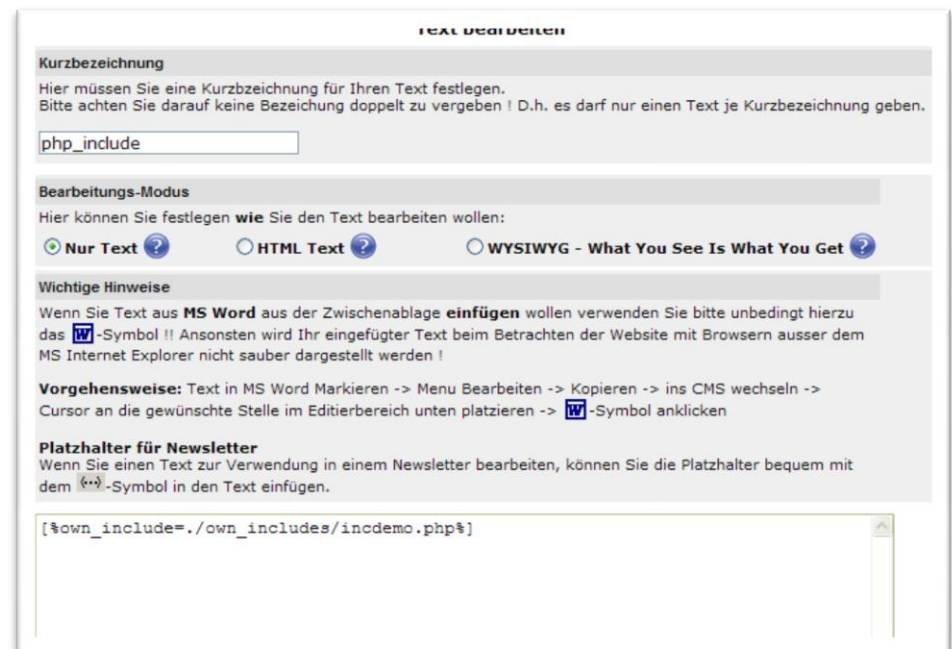 Text bearbeiten
Kurzbezeichnung
Hier müssen Sie eine Kurzbzeichnung für Ihren Text festlegen.
Bitte achten Sie darauf keine Bezeichung doppelt zu vergeben ! D.h. es darf nur einen Text je Kurzbezeichnung geben.
php_include
Bearbeitungs-Modus
Hier können Sie festlegen wie Sie den Text bearbeiten wollen:
Nur Text ? HTML Text ? WYSIWYG - What You See Is What You Get ?
Wichtige Hinweise
Wenn Sie Text aus MS Word aus der Zwischenablage einfügen wollen verwenden Sie bitte unbedingt hierzu
das W -Symbol !! Ansonsten wird Ihr eingefügter Text beim Betrachten der Website mit Browsern ausser dem
MS Internet Explorer nicht sauber dargestellt werden !
Vorgehensweise: Text in MS Word Markieren -> Menu Bearbeiten -> Kopieren -> ins CMS wechseln ->
Cursor an die gewünschte Stelle im Editierbereich unten platzieren -> W -Symbol anklicken
Platzhalter für Newsletter
Wenn Sie einen Text zur Verwendung in einem Newsletter bearbeiten, können Sie die Platzhalter bequem mit
dem {··} -Symbol in den Text einfügen.
[%own_include=./own_includes/incdemo.php%]